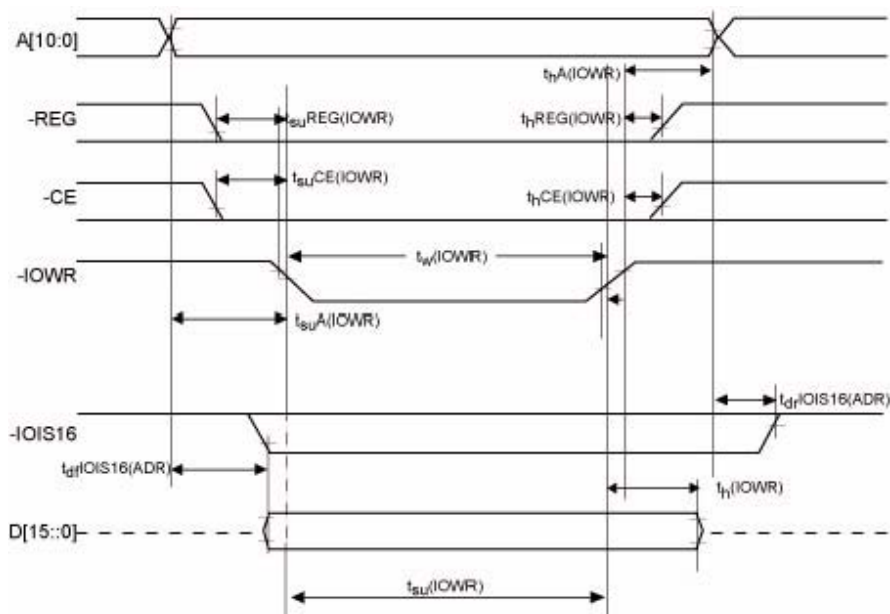 A[10:0]
thA(IOWR)
-REG
suREG(IOWR)
thREG(IOWR)
-CE
tsuCE(IOWR)
thCE(IOWR)
-IOWR
tw(IOWR)
tsuA(IOWR)
tdrIOIS16(ADR)
-IOIS16
tdfIOIS16(ADR)
th(IOWR)
D[15::0]
tsu(IOWR)